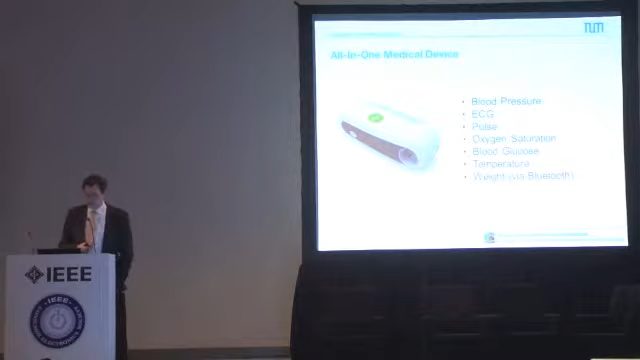 TUM
All-In-One Medical Device
• Blood Pressure
• ECG
• Pulse
• Oxygen Saturation
• Blood Glucose
• Temperature
• Weight (via Bluetooth)
IEEE
IEEE